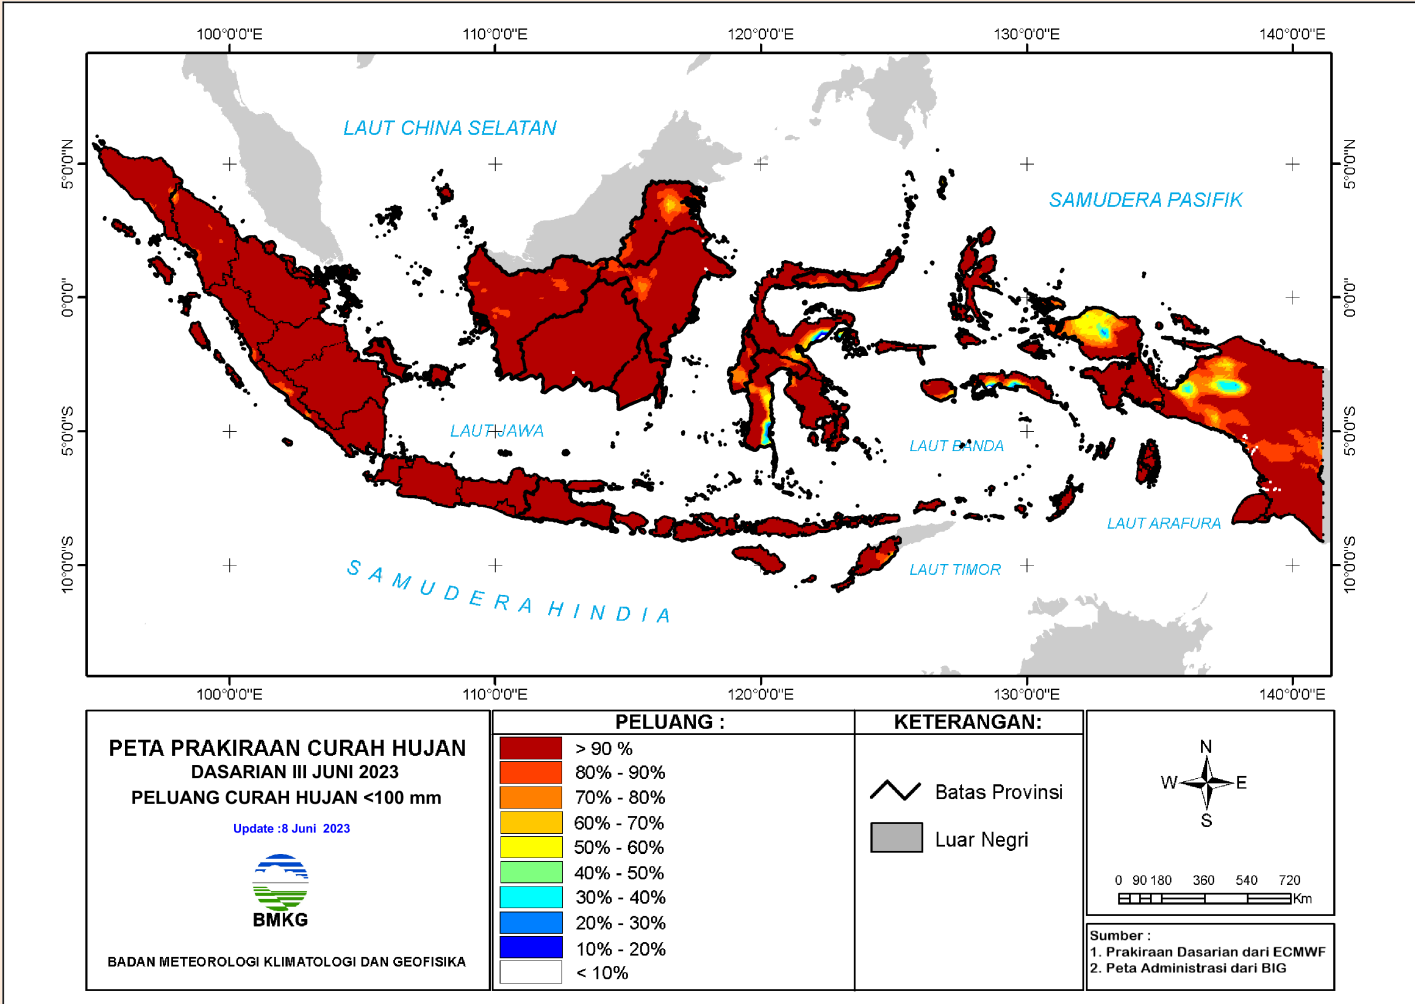 100°0'0"E 110°0'0"E 120°0'0"E 130°0'0"E 140°0'0"E
5°0'0"N 5°0'0"N
0°0'0" 0°0'0"
5°0'0"S 5°0'0"S
10°0'0"S 10°0'0"S
LAUT CHINA SELATAN
SAMUDERA PASIFIK
LAUT JAWA
LAUT BANDA
LAUT ARAFURA
LAUT TIMOR
SAMUDERA HINDIA
100°0'0"E 110°0'0"E 120°0'0"E 130°0'0"E 140°0'0"E
PETA PRAKIRAAN CURAH HUJAN
DASARIAN III JUNI 2023
PELUANG CURAH HUJAN <100 mm
Update :8 Juni 2023
BMKG
BADAN METEOROLOGI KLIMATOLOGI DAN GEOFISIKA
PELUANG :
> 90 %
80% - 90%
70% - 80%
60% - 70%
50% - 60%
40% - 50%
30% - 40%
20% - 30%
10% - 20%
< 10%
KETERANGAN:
Batas Provinsi
Luar Negri
N
W E
S
0 90 180 360 540 720
Km
Sumber :
1. Prakiraan Dasarian dari ECMWF
2. Peta Administrasi dari BIG